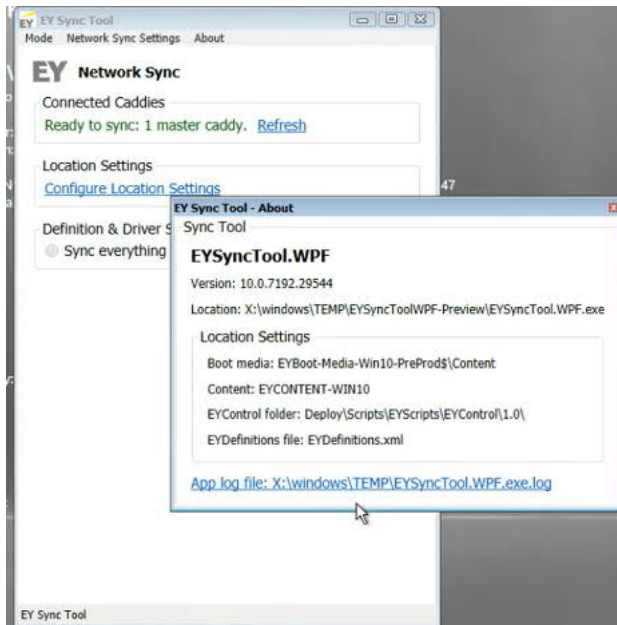 EY EY Sync Tool
Mode Network Sync Settings About
EY Network Sync
Connected Caddies
Ready to sync: 1 master caddy. Refresh
Location Settings
Configure Location Settings
47
Definition & Driver S
Sync everything
EY Sync Tool - About
Sync Tool
EYSyncTool.WPF
Version: 10.0.7192.29544
Location: X:\windows\TEMP\EYSyncToolWPF-Preview\EYSyncTool.WPF.exe
Location Settings
Boot media: EYBoot-Media-Win10-PreProd$\Content
Content: EYCONTENT-WIN10
EYControl folder: Deploy\Scripts\EYScripts\EYControl\1.0\
EYDefinitions file: EYDefinitions.xml
App log file: X:\windows\TEMP\EYSyncTool.WPF.exe.log
EY Sync Tool